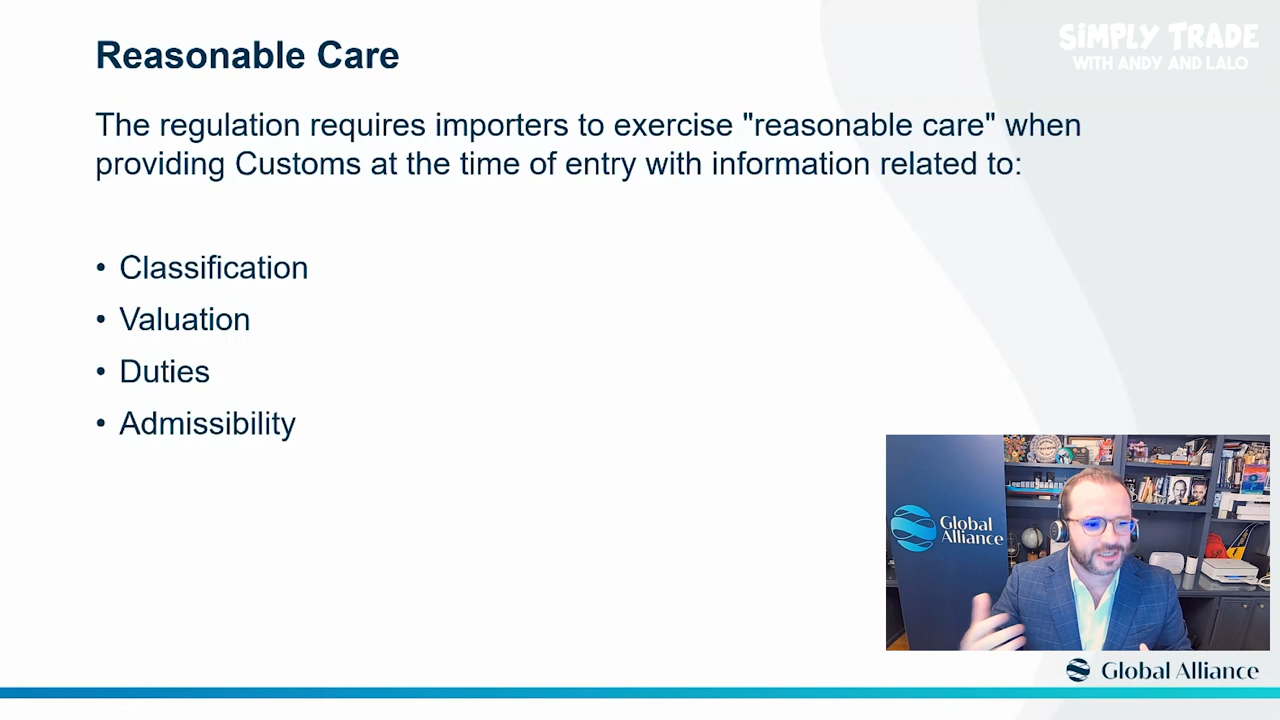 Reasonable Care
SiMPLY TRADE
WITH ANDY AND LALO
The regulation requires importers to exercise "reasonable care" when
providing Customs at the time of entry with information related to:
• Classification
• Valuation
• Duties
• Admissibility
Global
Alliance
Global Alliance